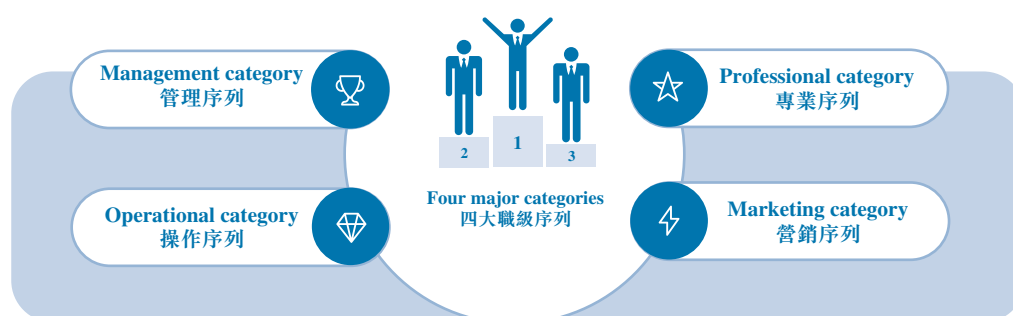 Management category
管理序列
Professional category
專業序列
2
1
3
Four major categories
四大職級序列
Operational category
操作序列
Marketing category
營銷序列